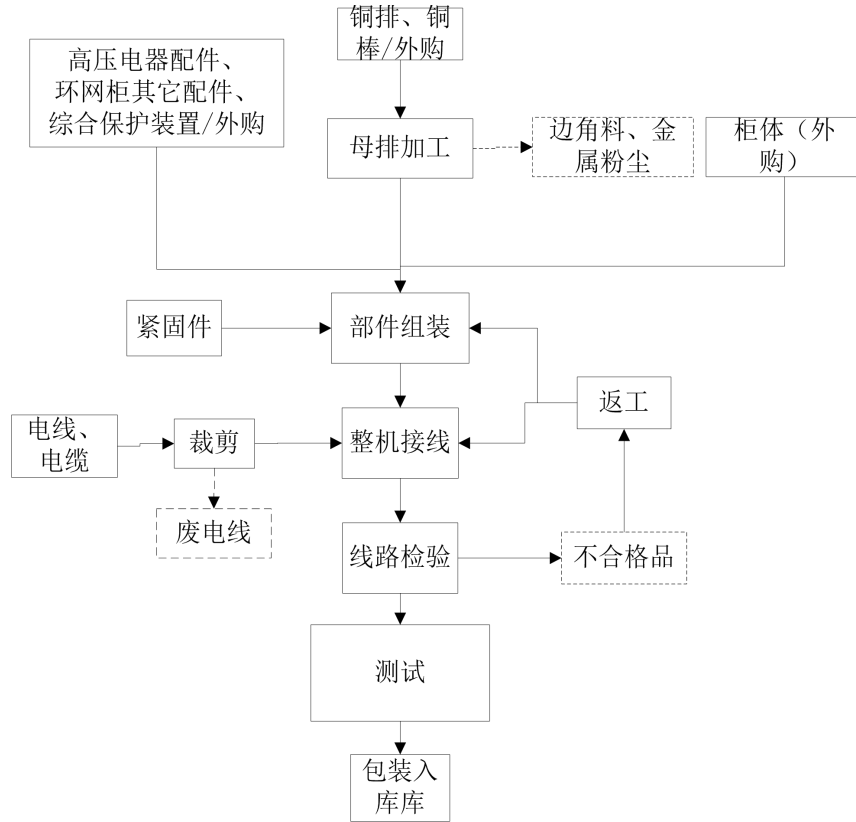 铜排、铜
棒/外购
高压电器配件、
环网柜其它配件、
综合保护装置/外购
母排加工
边角料、金
属粉尘
柜体（外
购）
紧固件
部件组装
返工
电线、
电缆
裁剪
整机接线
废电线
线路检验
不合格品
测试
包装入
库库